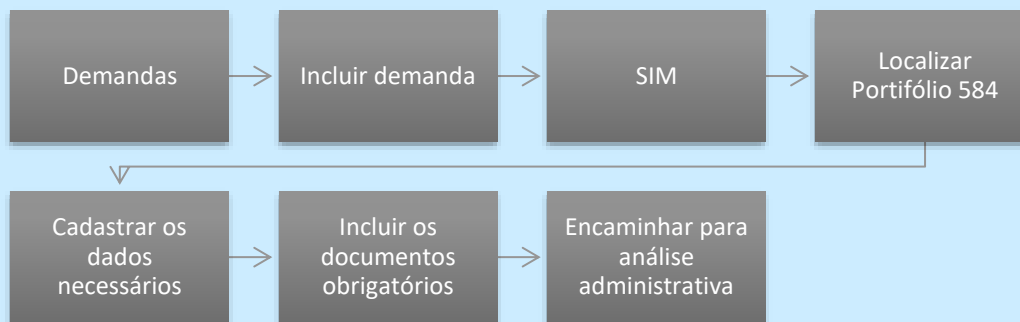 Demandas
Incluir demanda
SIM
Localizar
Portifólio 584
Cadastrar os
dados
necessários
Incluir os
documentos
obrigatórios
Encaminhar para
análise
administrativa